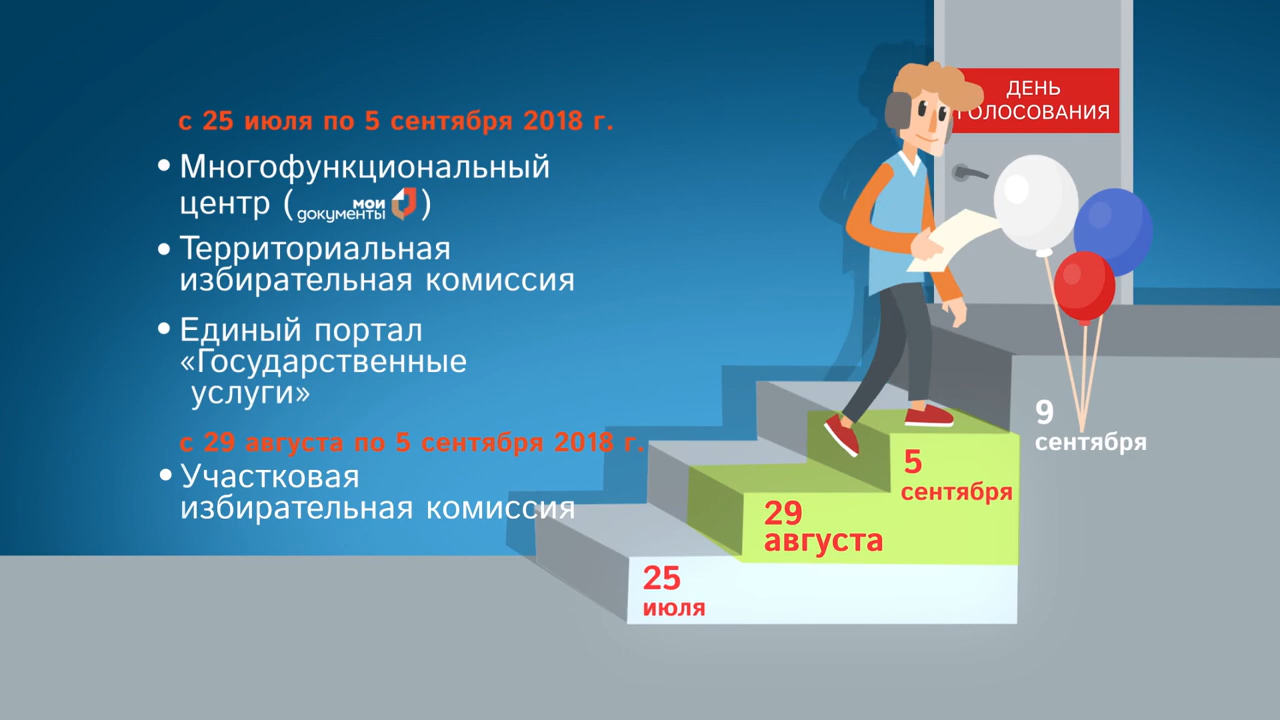 с 25 июля по 5 сентября 2018 г.
• Многофункциональный
центр (мои документы)
• Территориальная
избирательная комиссия
• Единый портал
«Государственные
услуги»
с 29 августа по 5 сентября 2018 г.
• Участковая
избирательная комиссия
ДЕНЬ
ГОЛОСОВАНИЯ
9
сентября
5
сентября
29
августа
25
июля